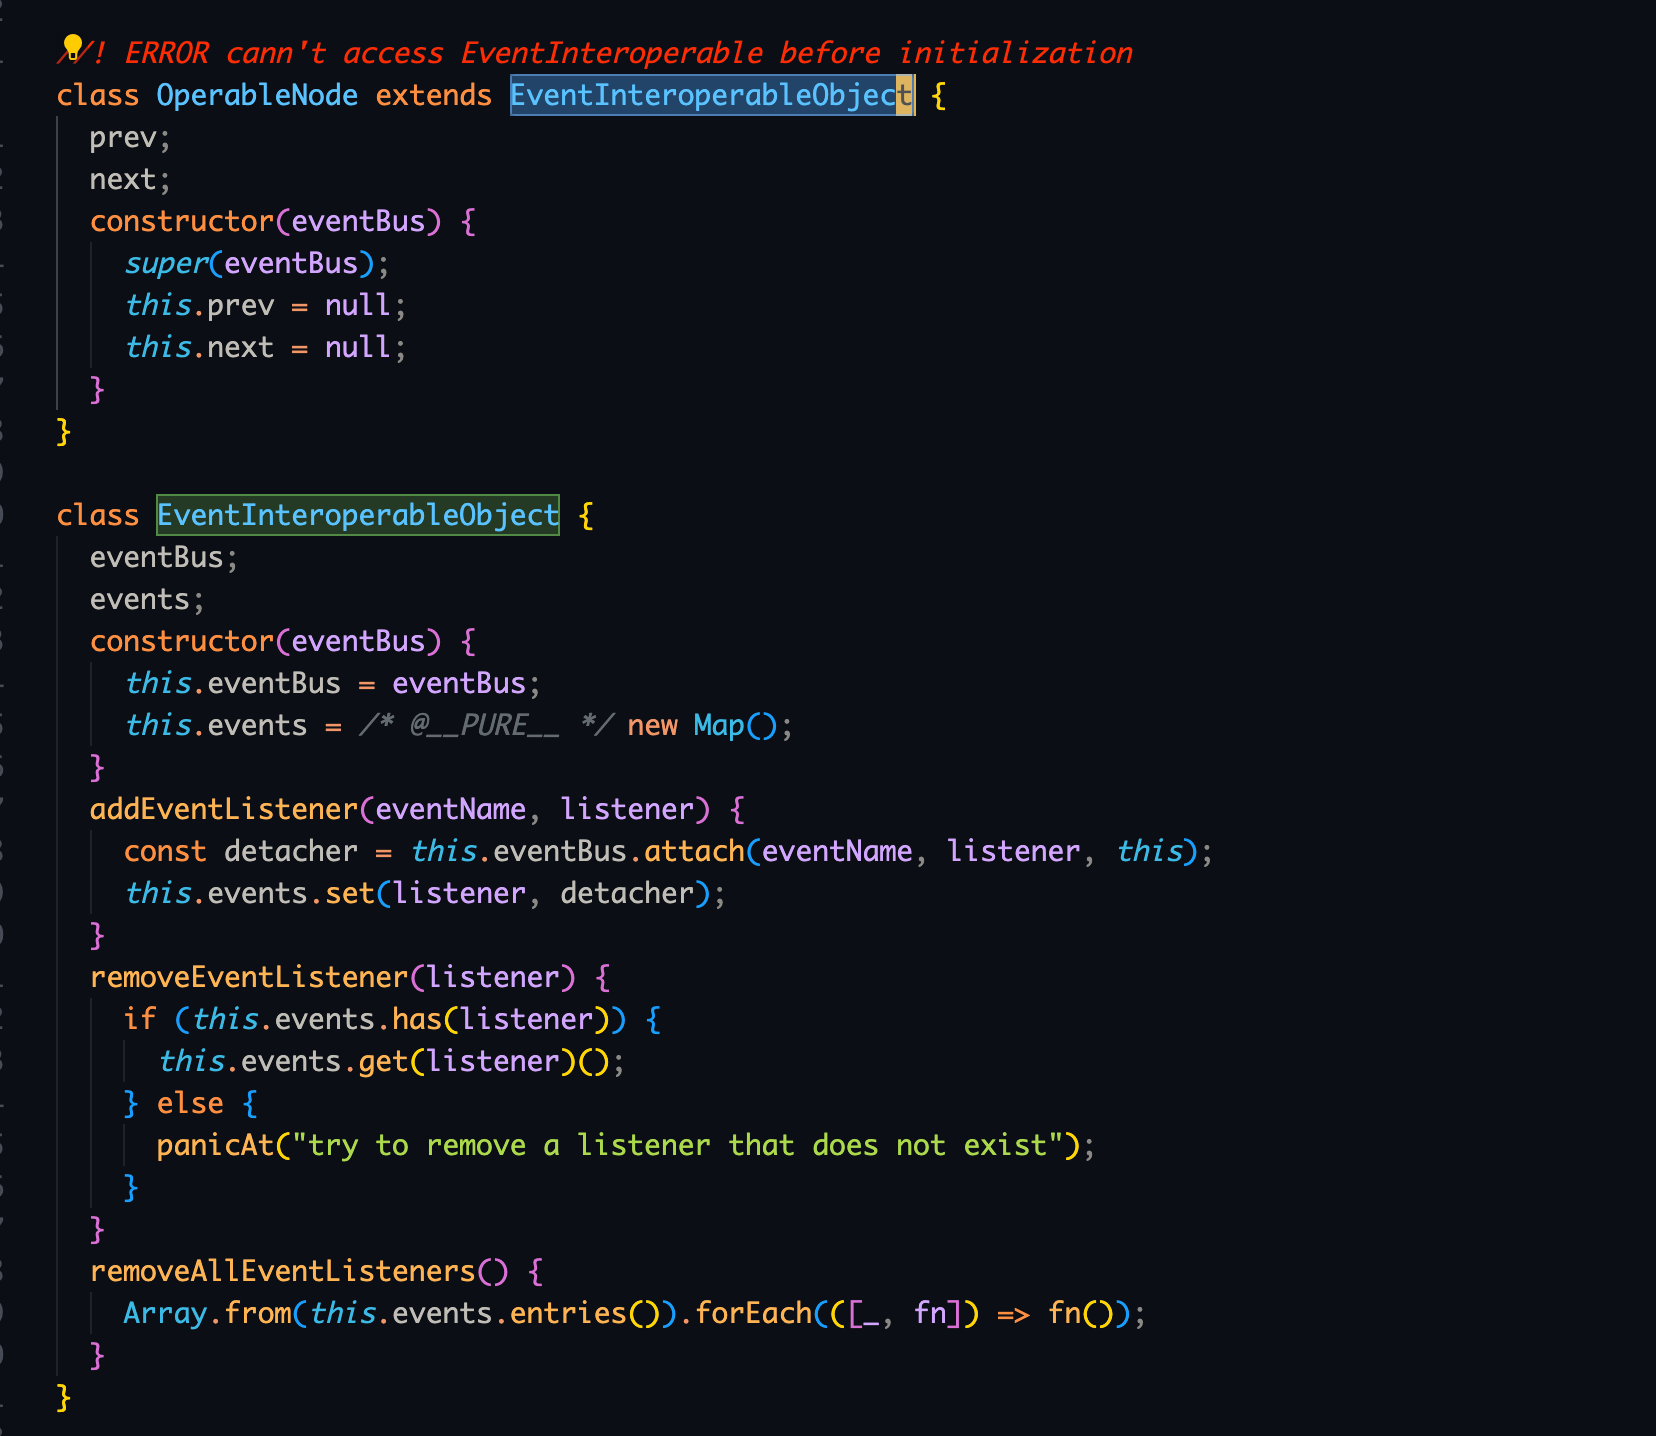 //! ERROR cann't access EventInteroperable before initialization
class OperableNode extends EventInteroperableObject {
  prev;
  next;
  constructor(eventBus) {
    super(eventBus);
    this.prev = null;
    this.next = null;
  }
}

class EventInteroperableObject {
  eventBus;
  events;
  constructor(eventBus) {
    this.eventBus = eventBus;
    this.events = /* @__PURE__ */ new Map();
  }
  addEventListener(eventName, listener) {
    const detacher = this.eventBus.attach(eventName, listener, this);
    this.events.set(listener, detacher);
  }
  removeEventListener(listener) {
    if (this.events.has(listener)) {
      this.events.get(listener)();
    } else {
      panicAt("try to remove a listener that does not exist");
    }
  }
  removeAllEventListeners() {
    Array.from(this.events.entries()).forEach(([_, fn]) => fn());
  }
}